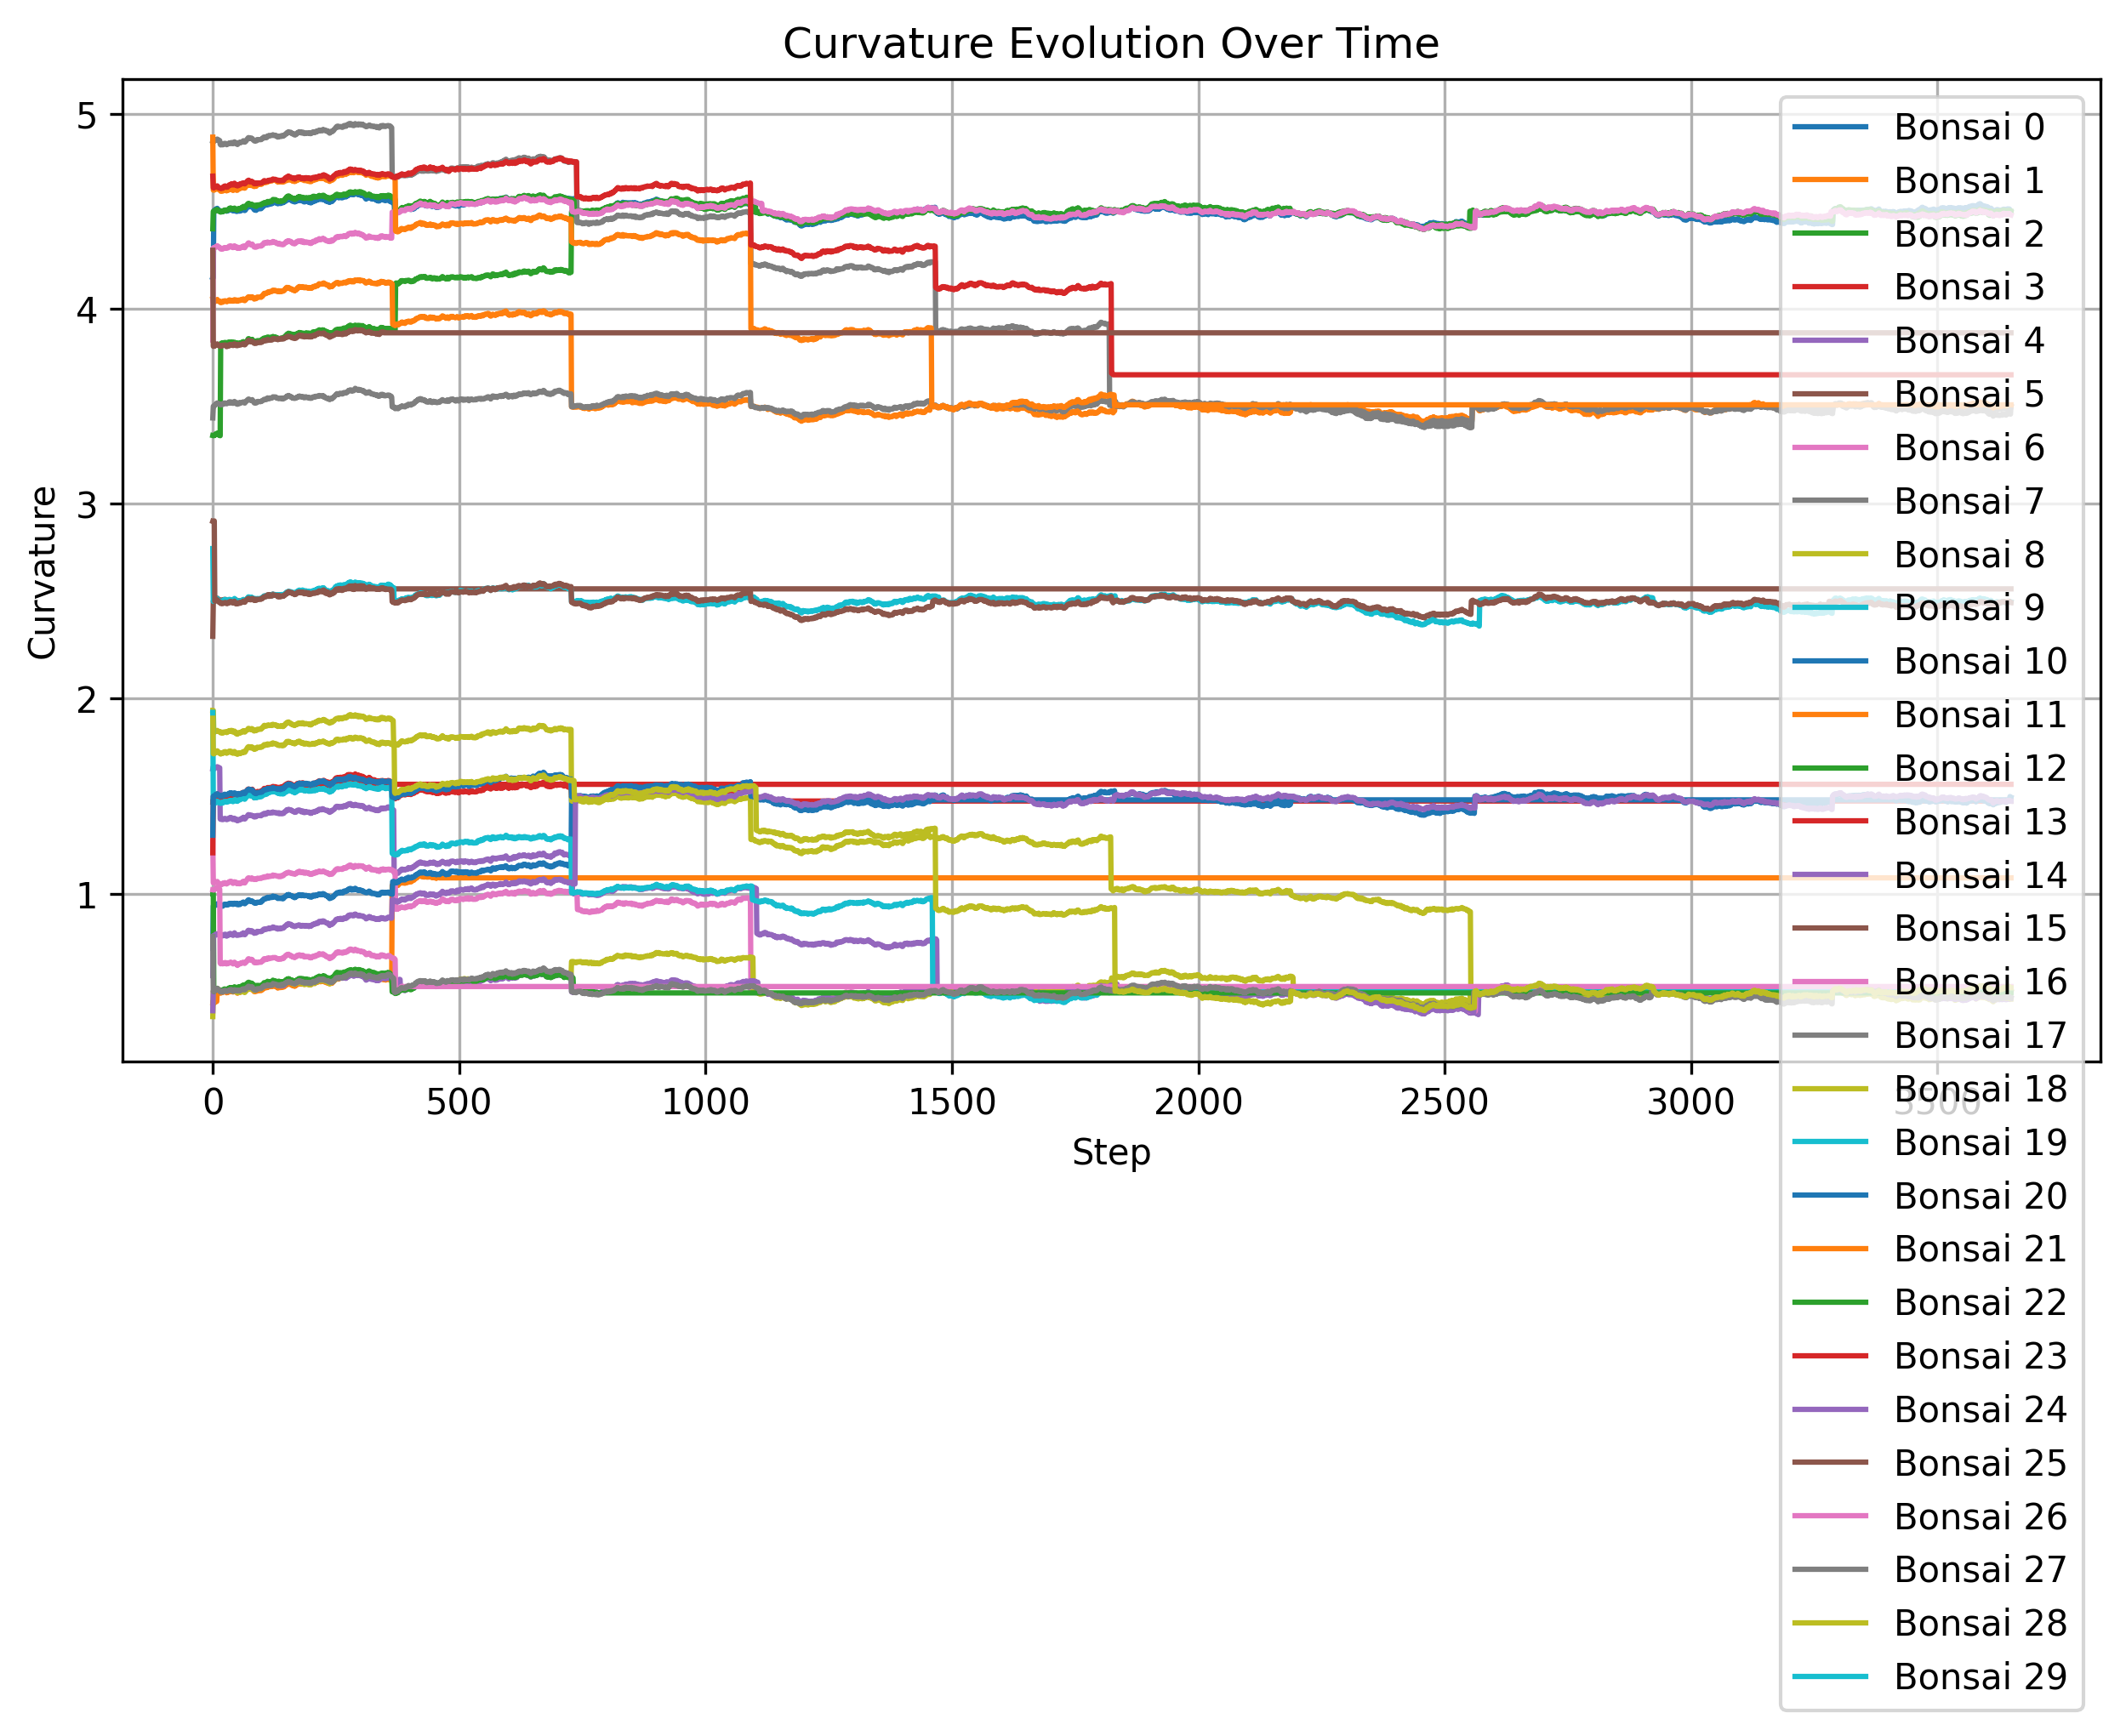 Curvature Evolution Over Time
5
4
3
2
1
Curvature
0
500
1000
1500
2000
2500
3000
3500
Step
Bonsai 0
Bonsai 1
Bonsai 2
Bonsai 3
Bonsai 4
Bonsai 5
Bonsai 6
Bonsai 7
Bonsai 8
Bonsai 9
Bonsai 10
Bonsai 11
Bonsai 12
Bonsai 13
Bonsai 14
Bonsai 15
Bonsai 16
Bonsai 17
Bonsai 18
Bonsai 19
Bonsai 20
Bonsai 21
Bonsai 22
Bonsai 23
Bonsai 24
Bonsai 25
Bonsai 26
Bonsai 27
Bonsai 28
Bonsai 29